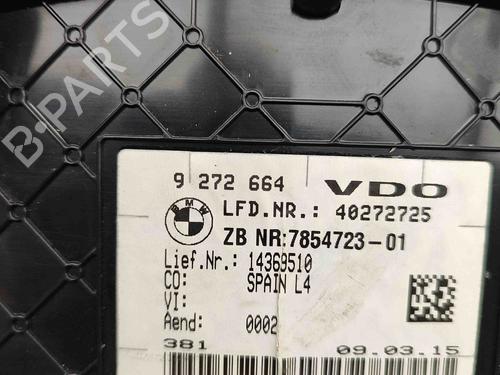 B-PARTS
9 272 664 VDO
BMW
LFD.NR.: 40272725
ZB NR:7854723-01
Lief.Nr.: 14369510
CO: SPAIN L4
VI:
Aend: 0002
381 09.03.15